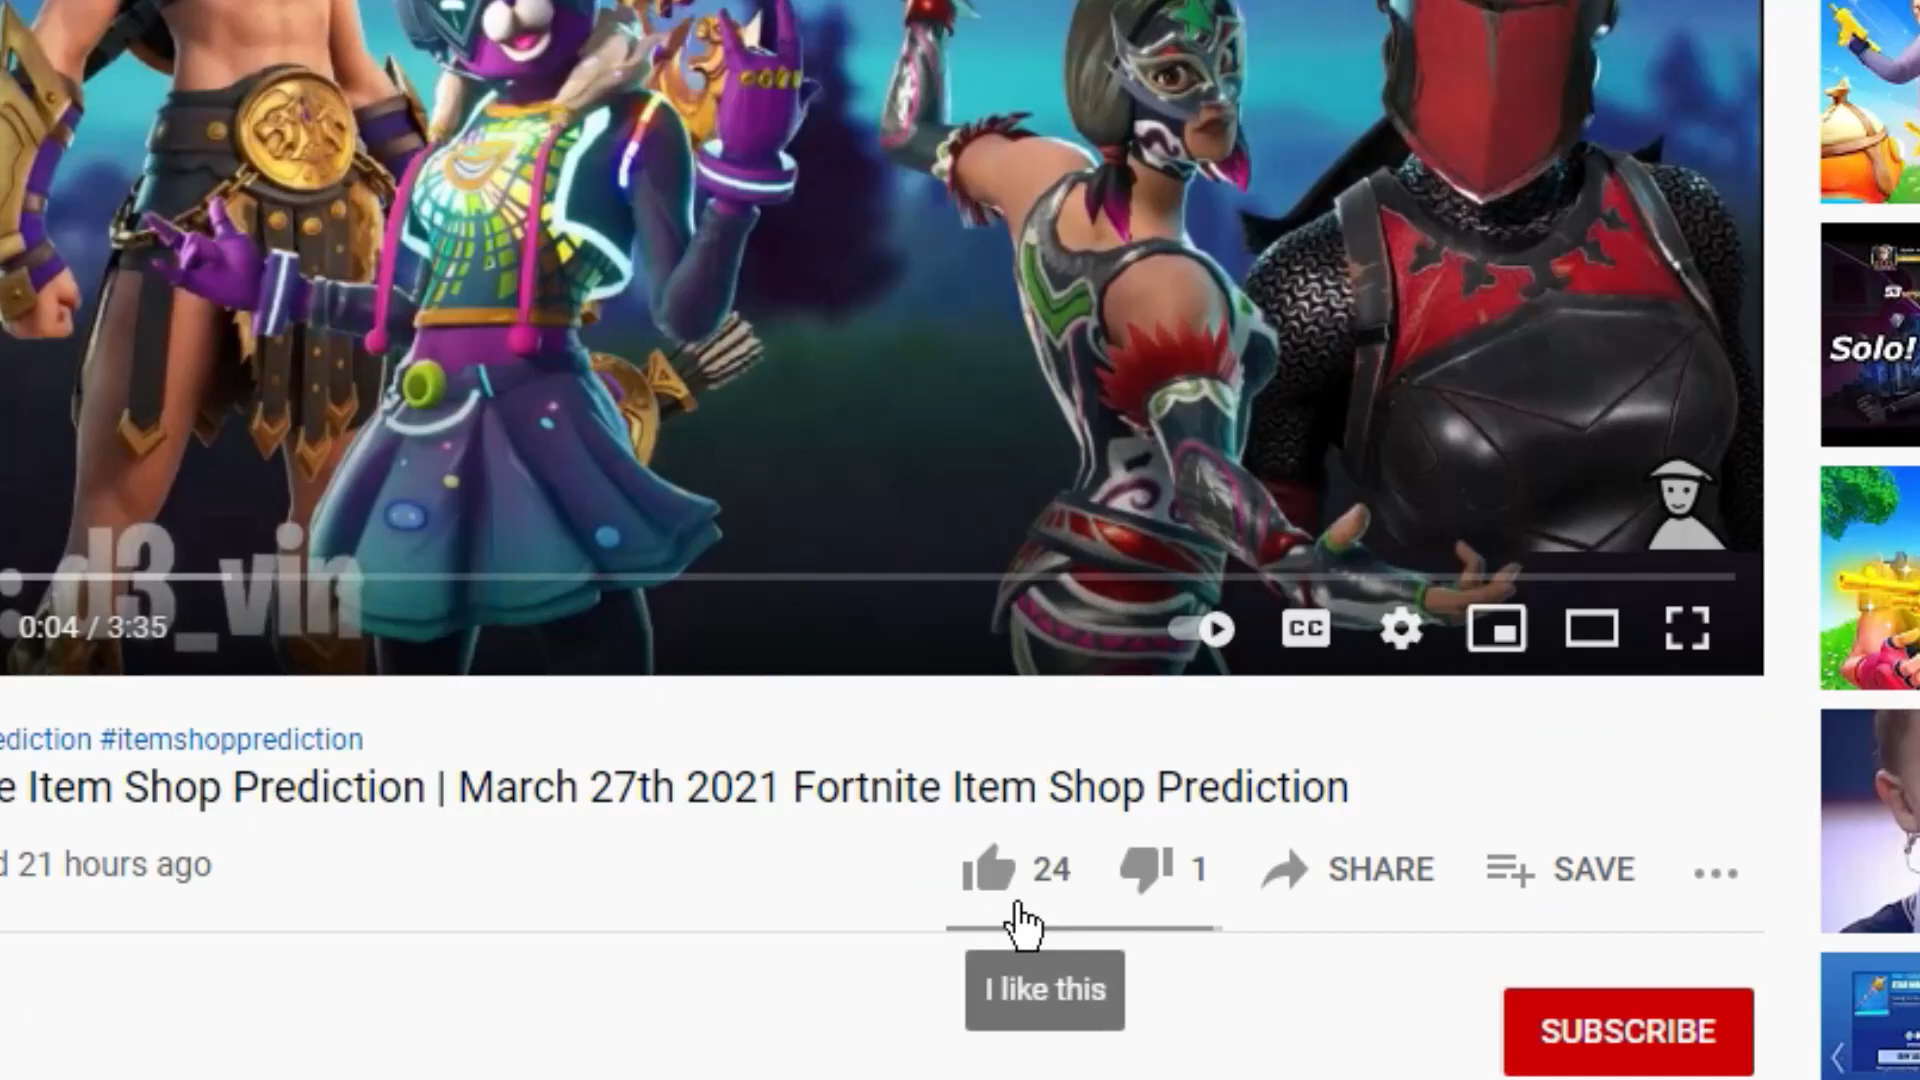 Solo!
: d3_vin
0:04 / 3:35
CC
ediction #itemshopprediction
e Item Shop Prediction | March 27th 2021 Fortnite Item Shop Prediction
d 21 hours ago
24
1
SHARE
SAVE
I like this
SUBSCRIBE